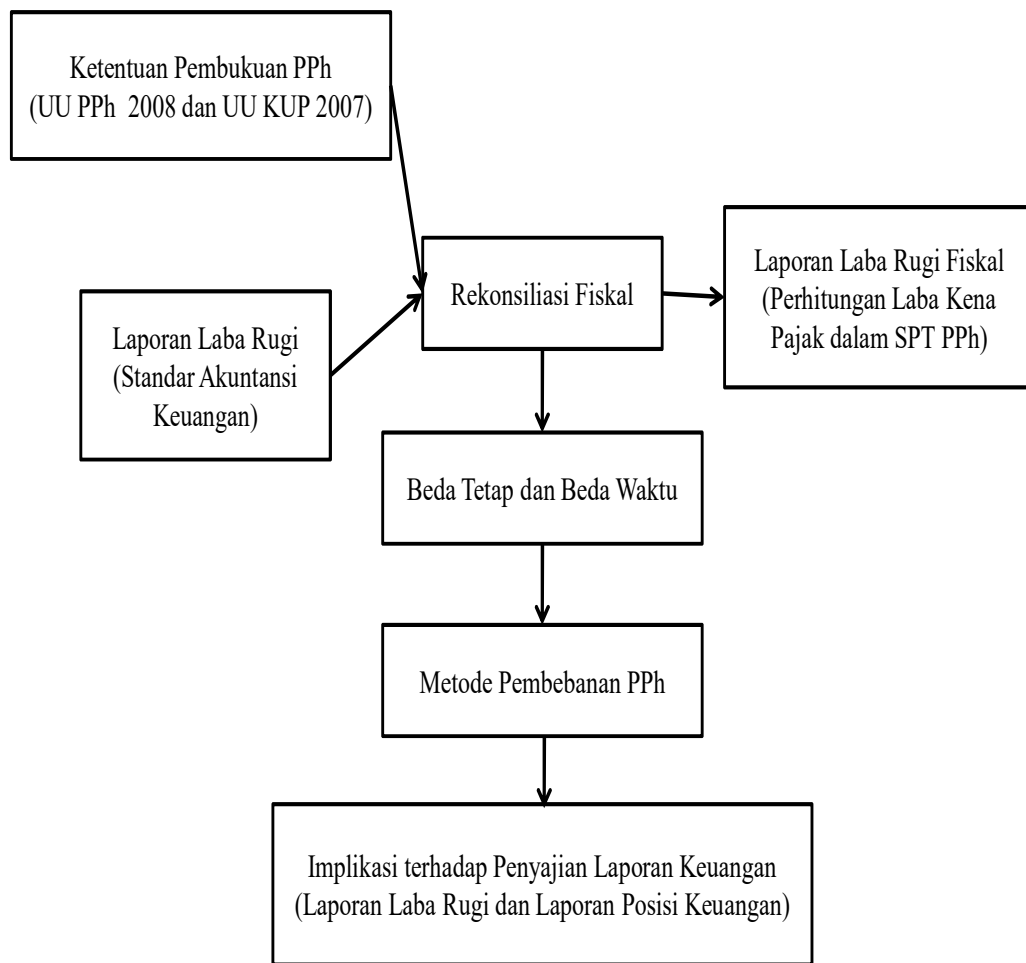 Ketentuan Pembukuan PPh
(UU PPh 2008 dan UU KUP 2007)
Laporan Laba Rugi
(Standar Akuntansi
Keuangan)
Rekonsiliasi Fiskal
Laporan Laba Rugi Fiskal
(Perhitungan Laba Kena
Pajak dalam SPT PPh)
Beda Tetap dan Beda Waktu
Metode Pembebanan PPh
Implikasi terhadap Penyajian Laporan Keuangan
(Laporan Laba Rugi dan Laporan Posisi Keuangan)